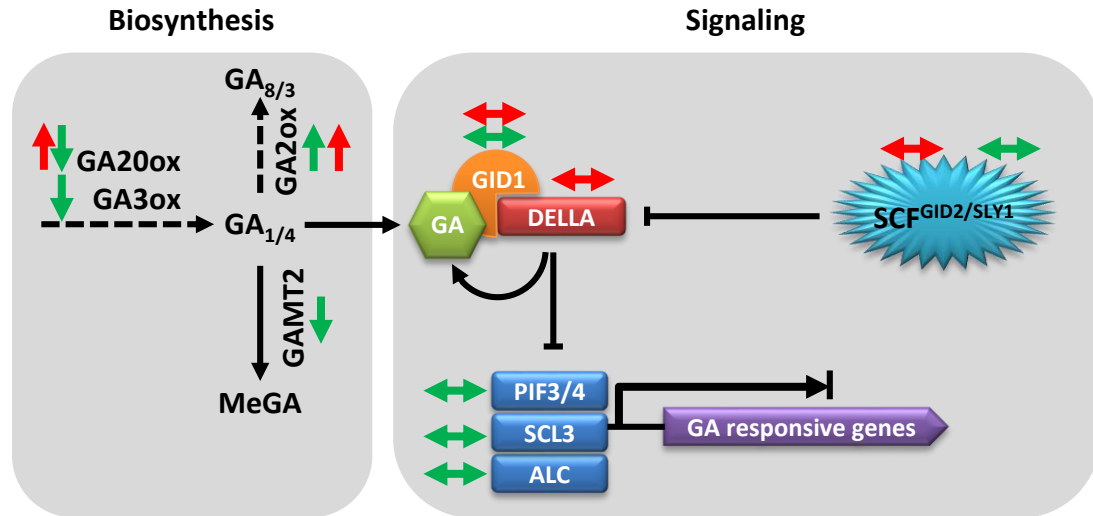 Biosynthesis
Signaling
GA8/3
GA20ox
GA2ox
GA3ox
GA1/4
GAMT2
MeGA
GID1
GA
DELLA
SCFGID2/SLY1
PIF3/4
SCL3
GA responsive genes
ALC